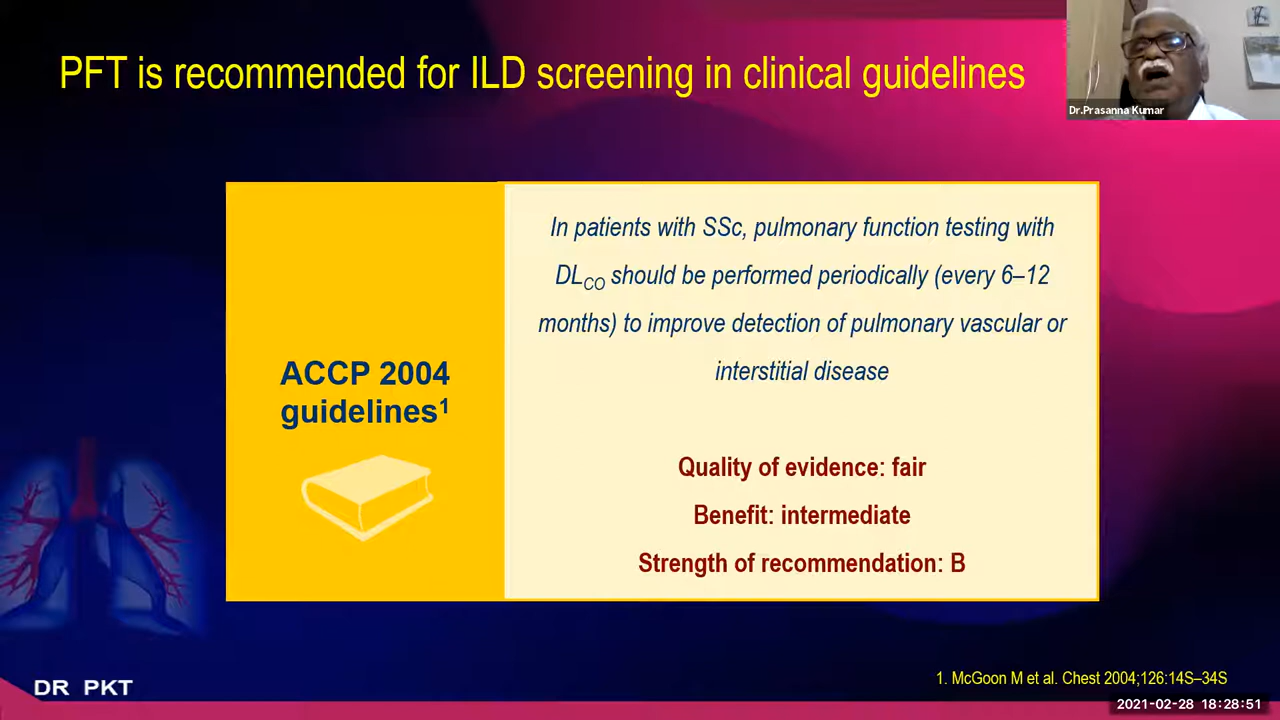 PFT is recommended for ILD screening in clinical guidelines
Dr.Prasanna Kumar
ACCP 2004
guidelines1
In patients with SSc, pulmonary function testing with
DLCO should be performed periodically (every 6–12
months) to improve detection of pulmonary vascular or
interstitial disease
Quality of evidence: fair
Benefit: intermediate
Strength of recommendation: B
1. McGoon M et al. Chest 2004;126:14S–34S
DR PKT
2021-02-28 18:28:51